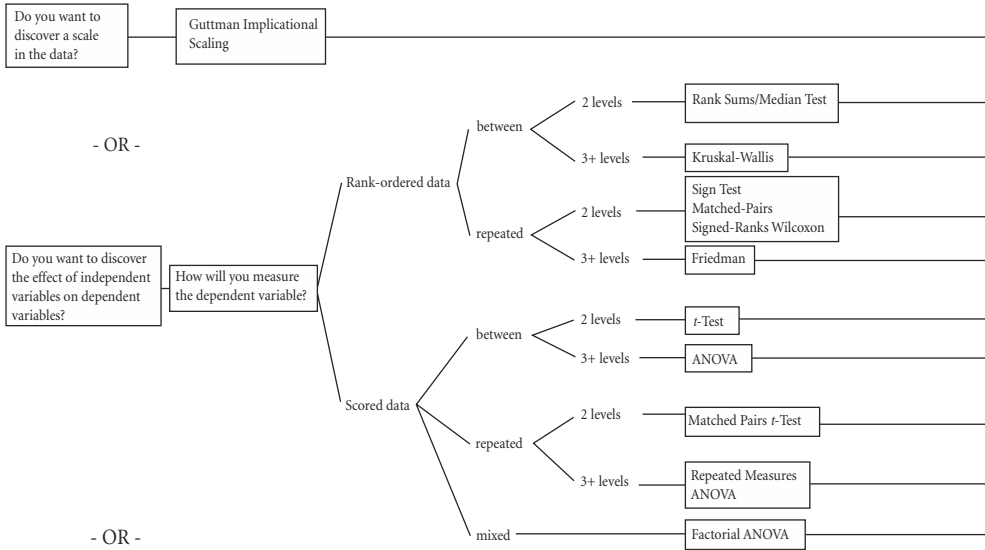 Do you want to
discover a scale
in the data?
Guttman Implicational
Scaling
- OR -
Do you want to discover
the effect of independent
variables on dependent
variables?
How will you measure
the dependent variable?
Rank-ordered data
between
2 levels
Rank Sums/Median Test
3+ levels
Kruskal-Wallis
repeated
2 levels
Sign Test
Matched-Pairs
Signed-Ranks Wilcoxon
3+ levels
Friedman
Scored data
between
2 levels
t-Test
3+ levels
ANOVA
repeated
2 levels
Matched Pairs t-Test
3+ levels
Repeated Measures
ANOVA
mixed
Factorial ANOVA
- OR -